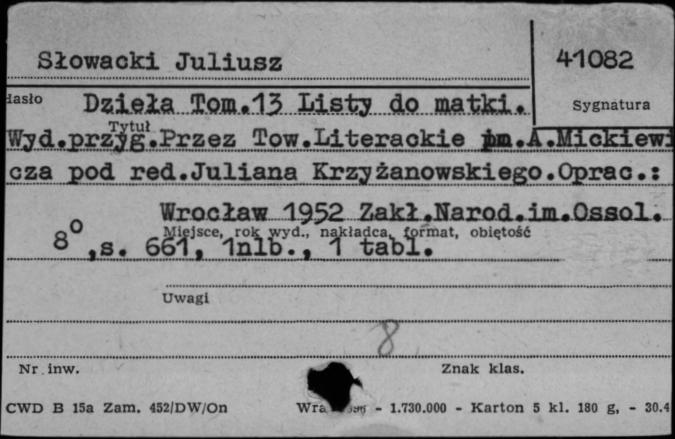 Słowacki Juliusz
41082
Hasło
Dzieła Tom.13 Listy do matki.
Sygnatura
Tytuł
Wyd.przyg.Przez Tow.Literackie im.A.Mickiewi
cza pod red.Juliana Krzyżanowskiego.Oprac.:
Wrocław 1952 Zakł.Narod.im.Ossol.
Miejsce, rok wyd., nakładca, format, objętość
8°,s. 661, 1nlb., 1 tabl.
Uwagi
8
Nr inw.
Znak klas.
CWD B 15a Zam. 452/DW/On
- 1.730.000 - Karton 5 kl. 180 g, - 30.4